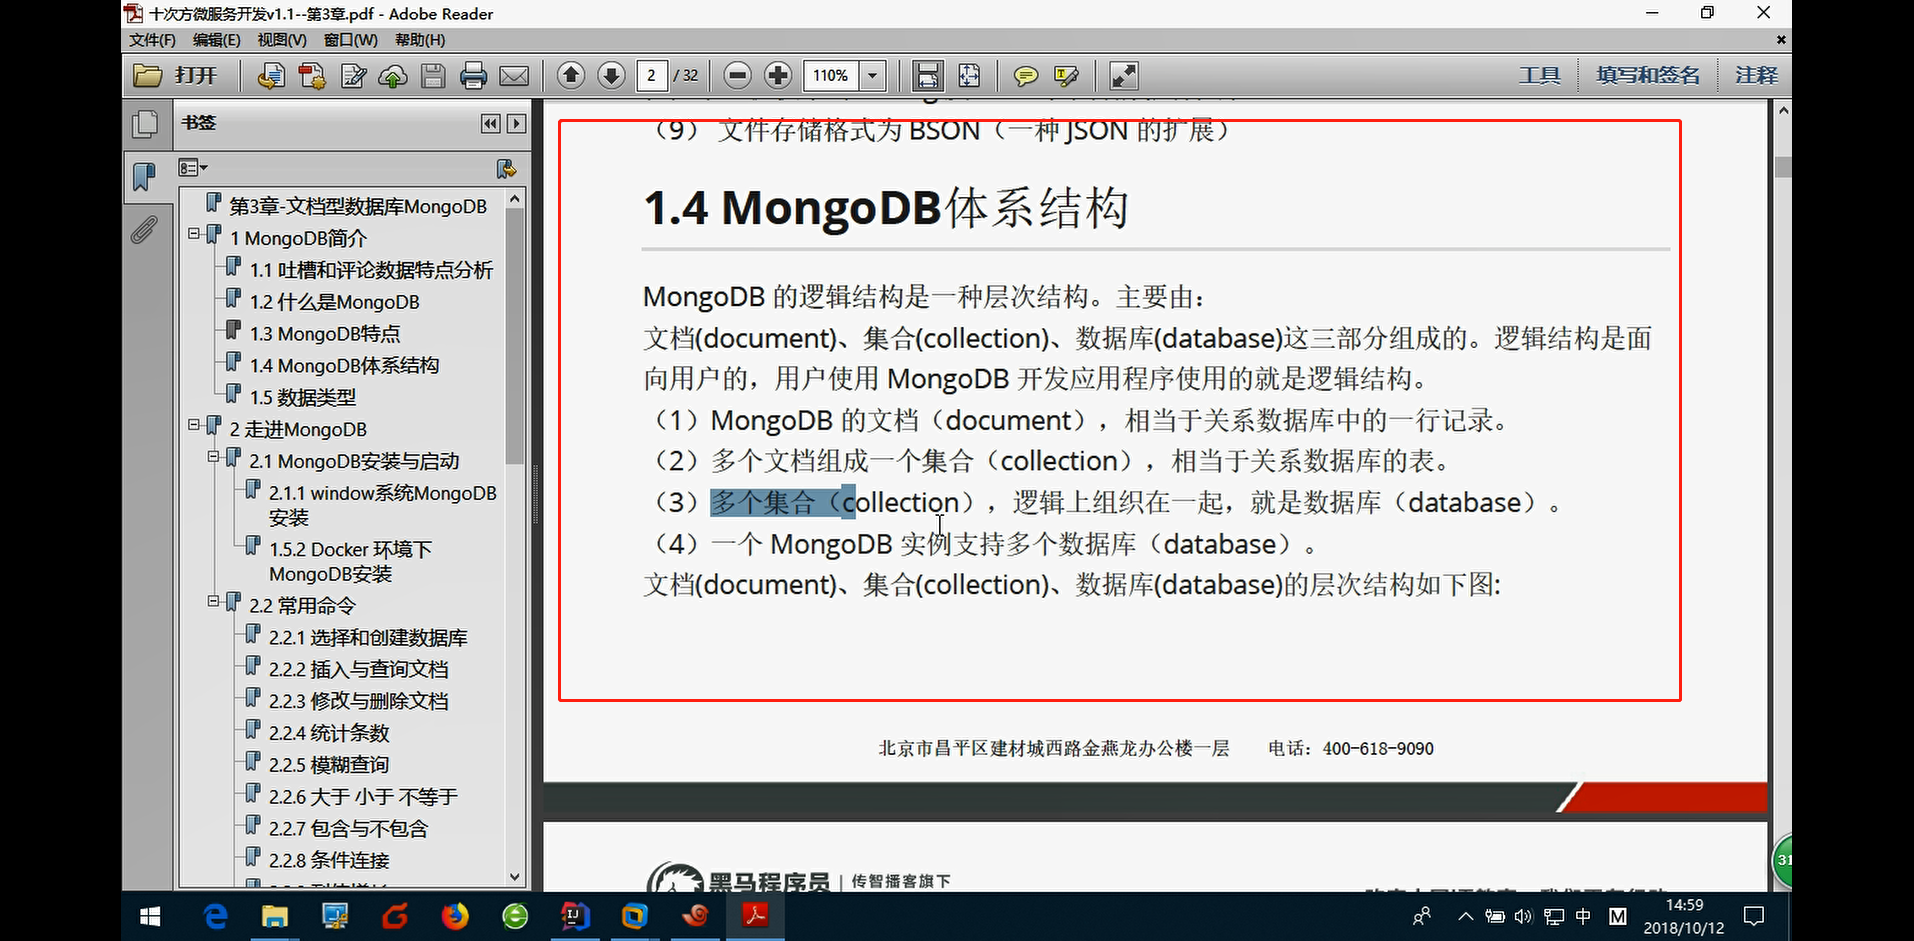 十次方微服务开发v1.1--第3章.pdf - Adobe Reader
文件(F) 编辑(E) 视图(V) 窗口(W) 帮助(H)
打开 2 / 32 110% 工具 填写和签名 注释
书签
第3章-文档型数据库MongoDB
1 MongoDB简介
1.1 吐槽和评论数据特点分析
1.2 什么是MongoDB
1.3 MongoDB特点
1.4 MongoDB体系结构
1.5 数据类型
2 走进MongoDB
2.1 MongoDB安装与启动
2.1.1 window系统MongoDB
安装
1.5.2 Docker 环境下
MongoDB安装
2.2 常用命令
2.2.1 选择和创建数据库
2.2.2 插入与查询文档
2.2.3 修改与删除文档
2.2.4 统计条数
2.2.5 模糊查询
2.2.6 大于 小于 不等于
2.2.7 包含与不包含
2.2.8 条件连接
（9） 文件存储格式为 BSON（一种 JSON 的扩展）
1.4 MongoDB体系结构
MongoDB 的逻辑结构是一种层次结构。主要由：
文档(document)、集合(collection)、数据库(database)这三部分组成的。逻辑结构是面
向用户的，用户使用 MongoDB 开发应用程序使用的就是逻辑结构。
（1）MongoDB 的文档（document），相当于关系数据库中的一行记录。
（2）多个文档组成一个集合（collection），相当于关系数据库的表。
（3）多个集合（collection），逻辑上组织在一起，就是数据库（database）。
（4）一个 MongoDB 实例支持多个数据库（database）。
文档(document)、集合(collection)、数据库(database)的层次结构如下图:
北京市昌平区建材城西路金燕龙办公楼一层 电话：400-618-9090
黑马程序员 | 传智播客旗下
31
中 M 14:59
2018/10/12